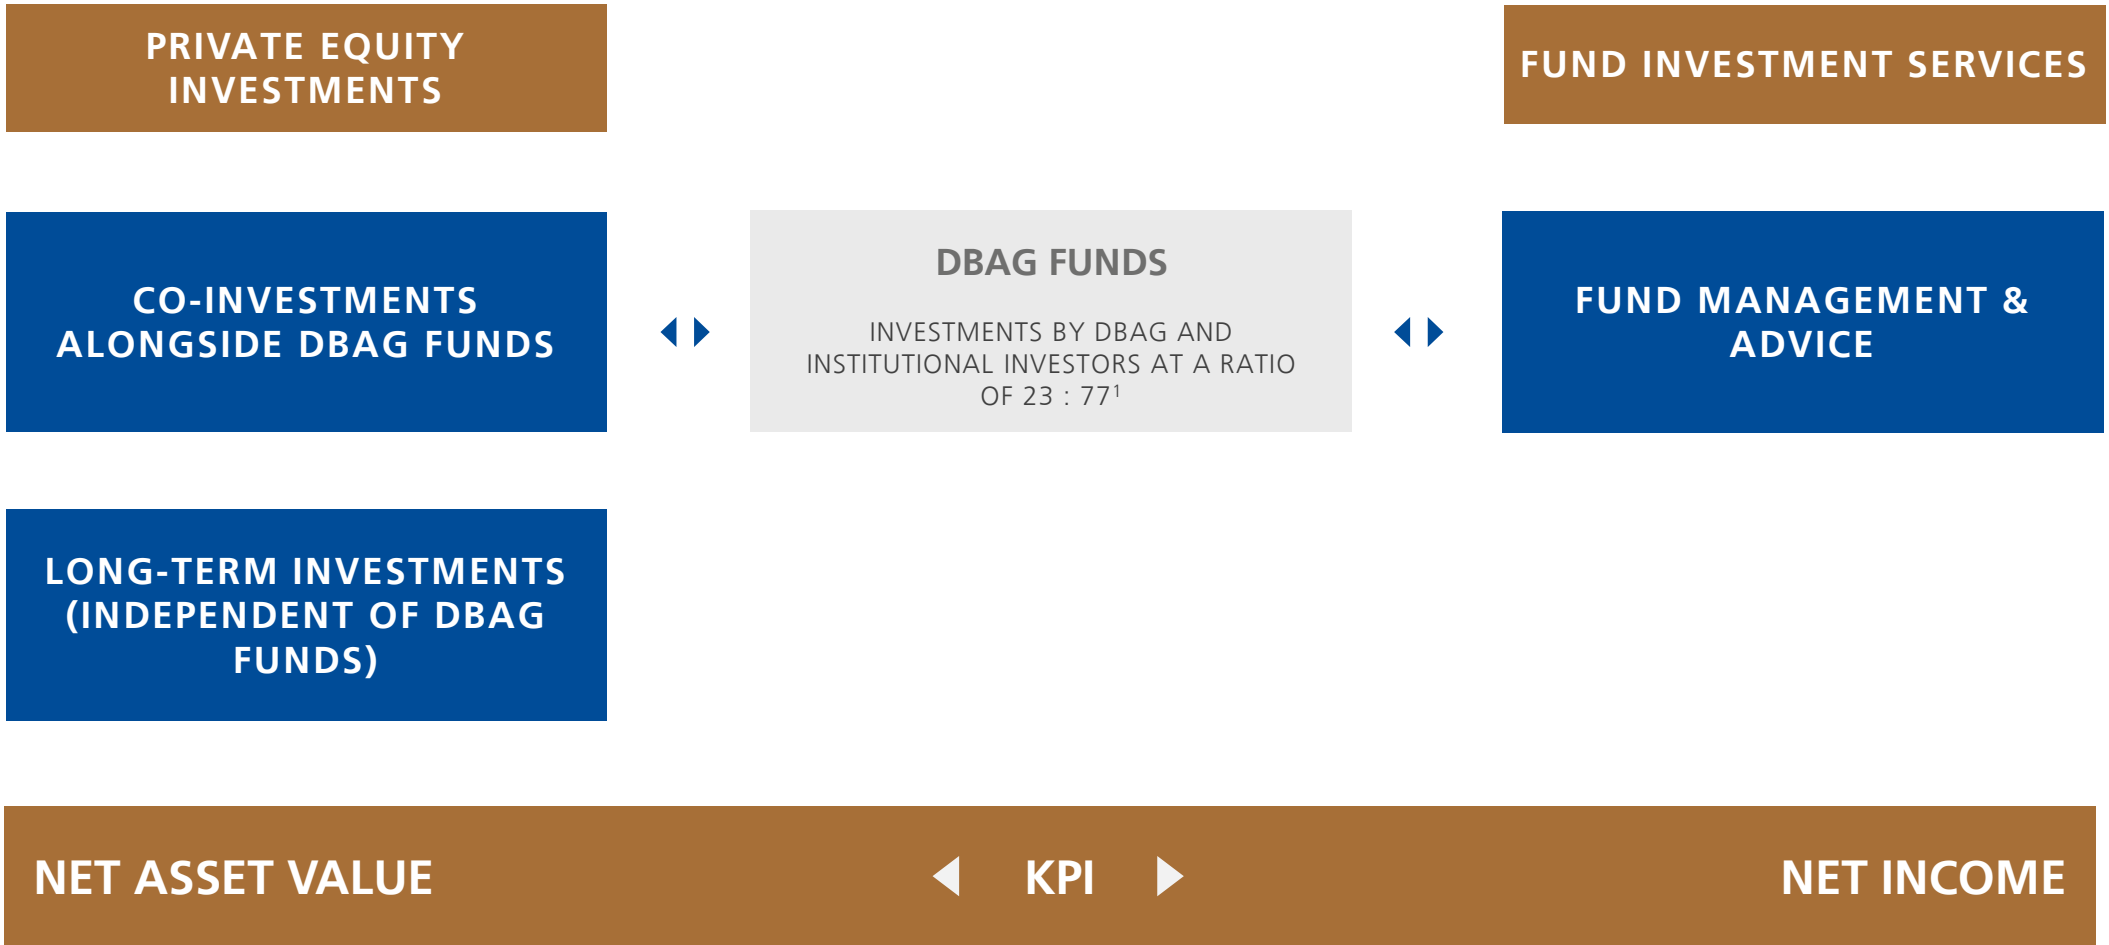 PRIVATE EQUITY
INVESTMENTS
FUND INVESTMENT SERVICES
CO-INVESTMENTS
ALONGSIDE DBAG FUNDS
DBAG FUNDS
INVESTMENTS BY DBAG AND
INSTITUTIONAL INVESTORS AT A RATIO
OF 23 : 77¹
FUND MANAGEMENT &
ADVICE
LONG-TERM INVESTMENTS
(INDEPENDENT OF DBAG
FUNDS)
NET ASSET VALUE
KPI
NET INCOME